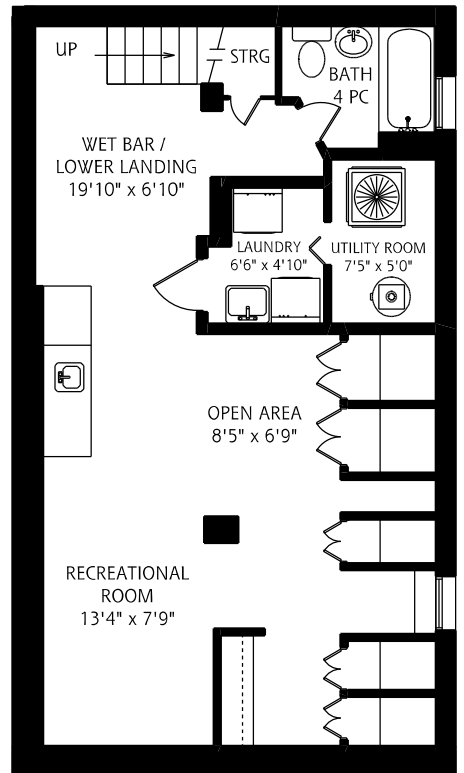 UP
STRG
BATH
4 PC
WET BAR /
LOWER LANDING
19'10" x 6'10"
LAUNDRY
6'6" x 4'10"
UTILITY ROOM
7'5" x 5'0"
OPEN AREA
8'5" x 6'9"
RECREATIONAL
ROOM
13'4" x 7'9"